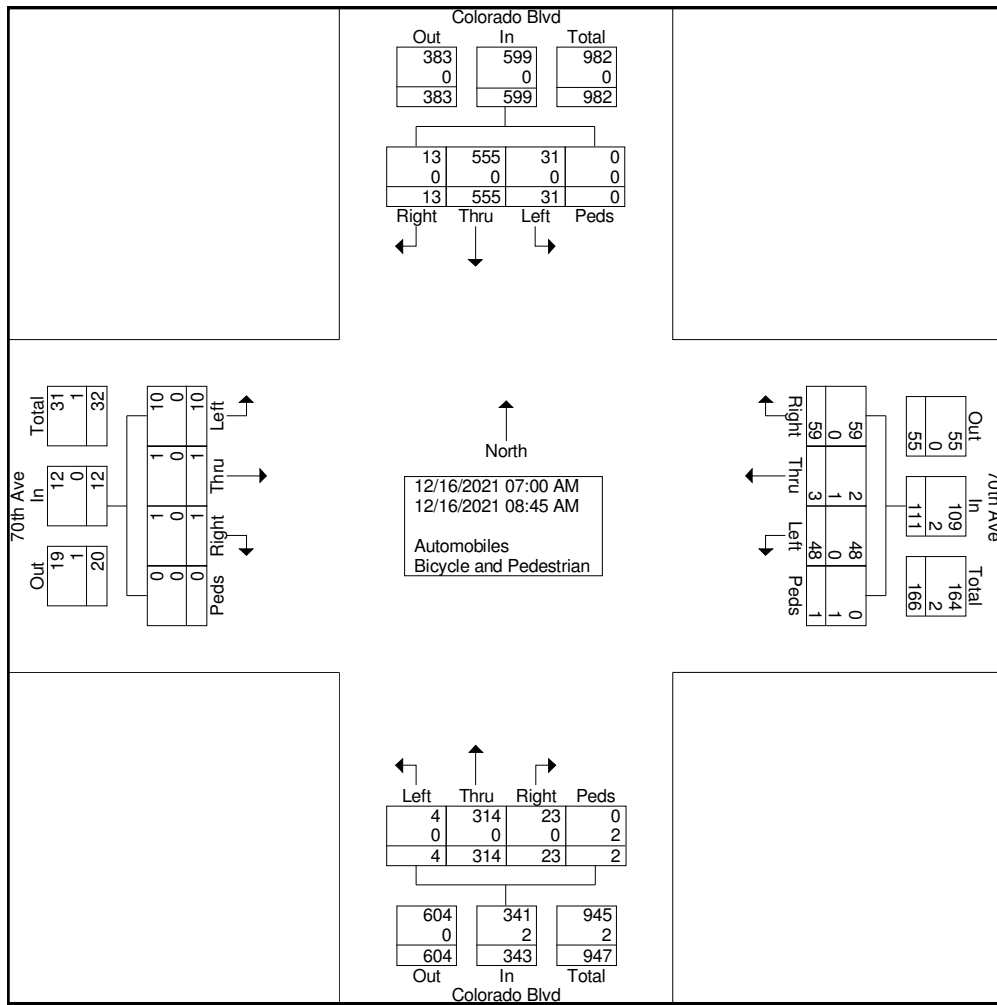 Colorado Blvd
Out In Total
383 599 982
0 0 0
383 599 982
13 555 31 0
0 0 0 0
13 555 31 0
Right Thru Left Peds
70th Ave
Total In Out
31 12 19
1 0 1
32 12 20
10 1 1 0
0 0 0 0
10 1 1 0
Left Thru Right Peds
North
12/16/2021 07:00 AM
12/16/2021 08:45 AM
Automobiles
Bicycle and Pedestrian
Right Thru Left Peds
59 2 48 0
0 1 0 1
59 3 48 1
70th Ave
Out In Total
55 109 164
0 2 2
55 111 166
Left Thru Right Peds
4 314 23 0
0 0 0 2
4 314 23 2
604 341 945
0 2 2
604 343 947
Out In Total
Colorado Blvd